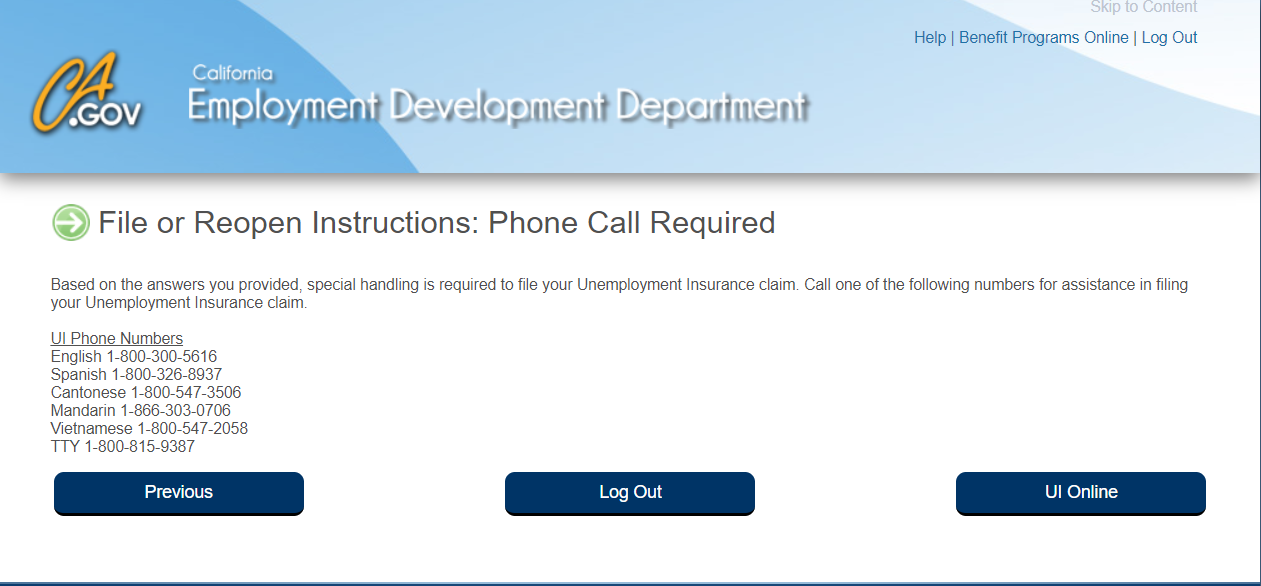 Skip to Content
Help | Benefit Programs Online | Log Out
CA.GOV
California
Employment Development Department
File or Reopen Instructions: Phone Call Required
Based on the answers you provided, special handling is required to file your Unemployment Insurance claim. Call one of the following numbers for assistance in filing
your Unemployment Insurance claim.
UI Phone Numbers
English 1-800-300-5616
Spanish 1-800-326-8937
Cantonese 1-800-547-3506
Mandarin 1-866-303-0706
Vietnamese 1-800-547-2058
TTY 1-800-815-9387
Previous
Log Out
UI Online